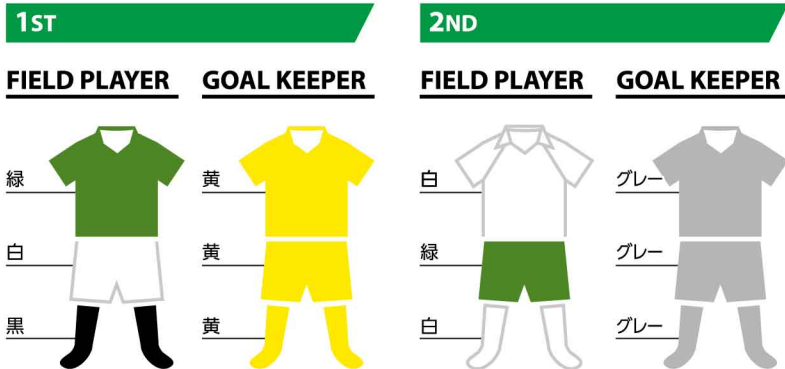 1ST
FIELD PLAYER
緑
白
黒
GOAL KEEPER
黄
黄
黄
2ND
FIELD PLAYER
白
緑
白
GOAL KEEPER
グレー
グレー
グレー